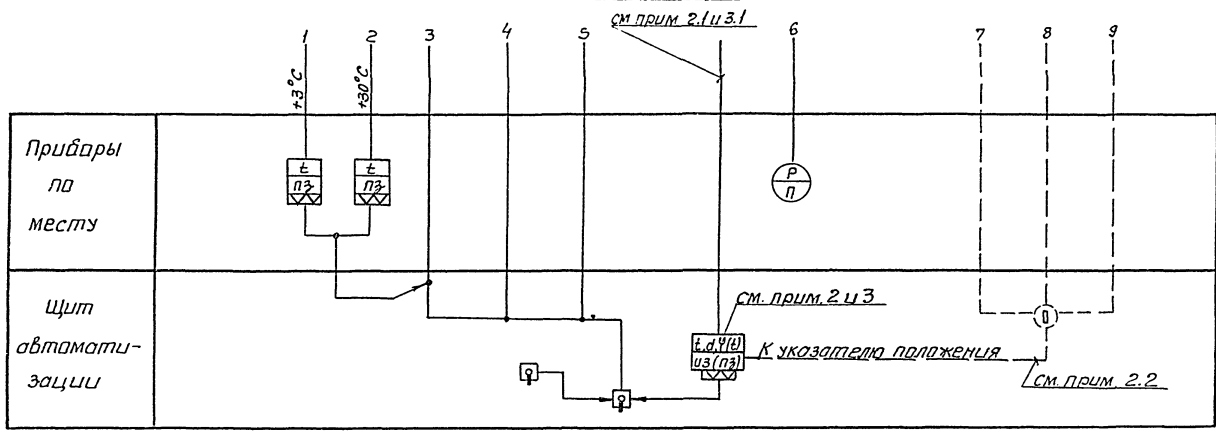 см прим. 2.1 и 3.1
1
2
3
4
5
6
7
8
9
+3°С
+30°С
Приборы
по
месту
t
пз
t
пз
Р
П
Щит
автомати-
зации
см. прим. 2 и 3
t,d,φ(t)
из(пз)
К указателю положения
см. прим. 2.2